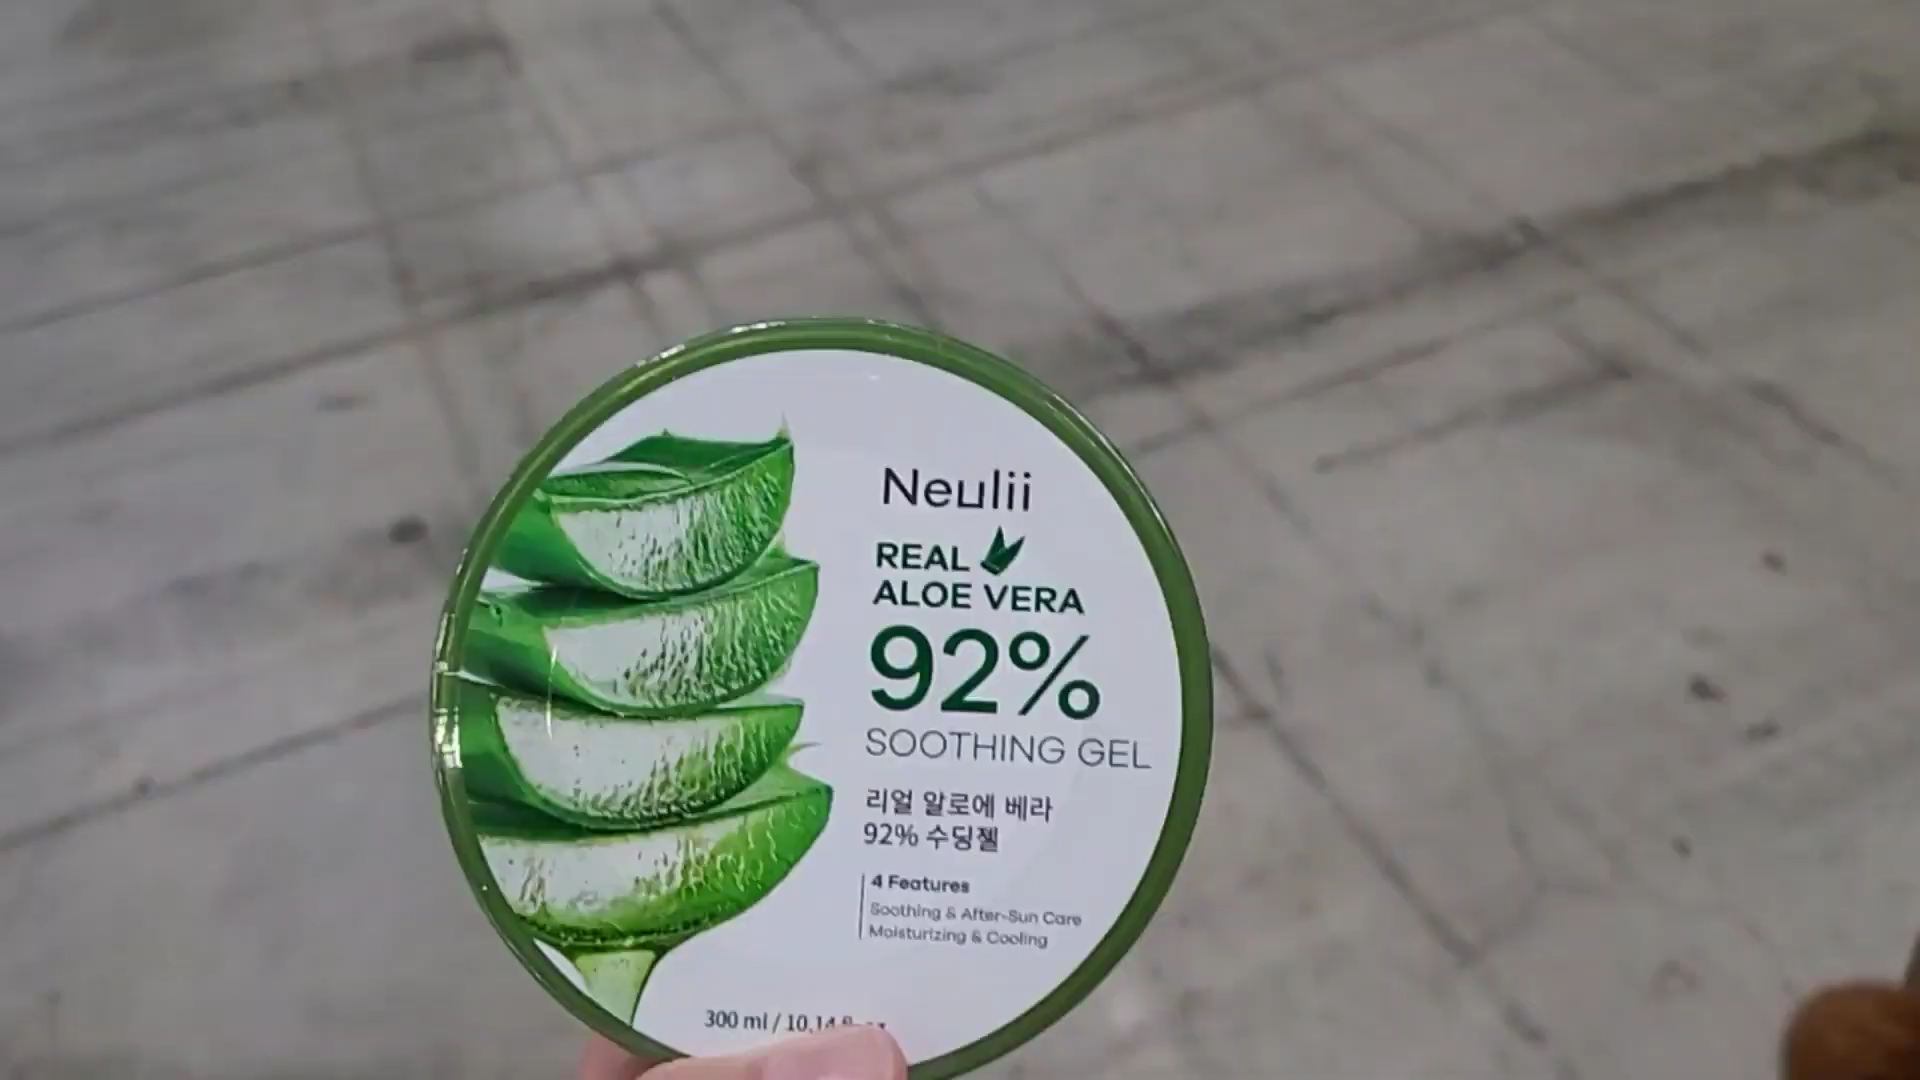 Neulii
REAL
ALOE VERA
92%
SOOTHING GEL
리얼 알로에 베라
92% 수딩젤
4 Features
Soothing & After-Sun Care
Moisturizing & Cooling
300 ml / 10.14